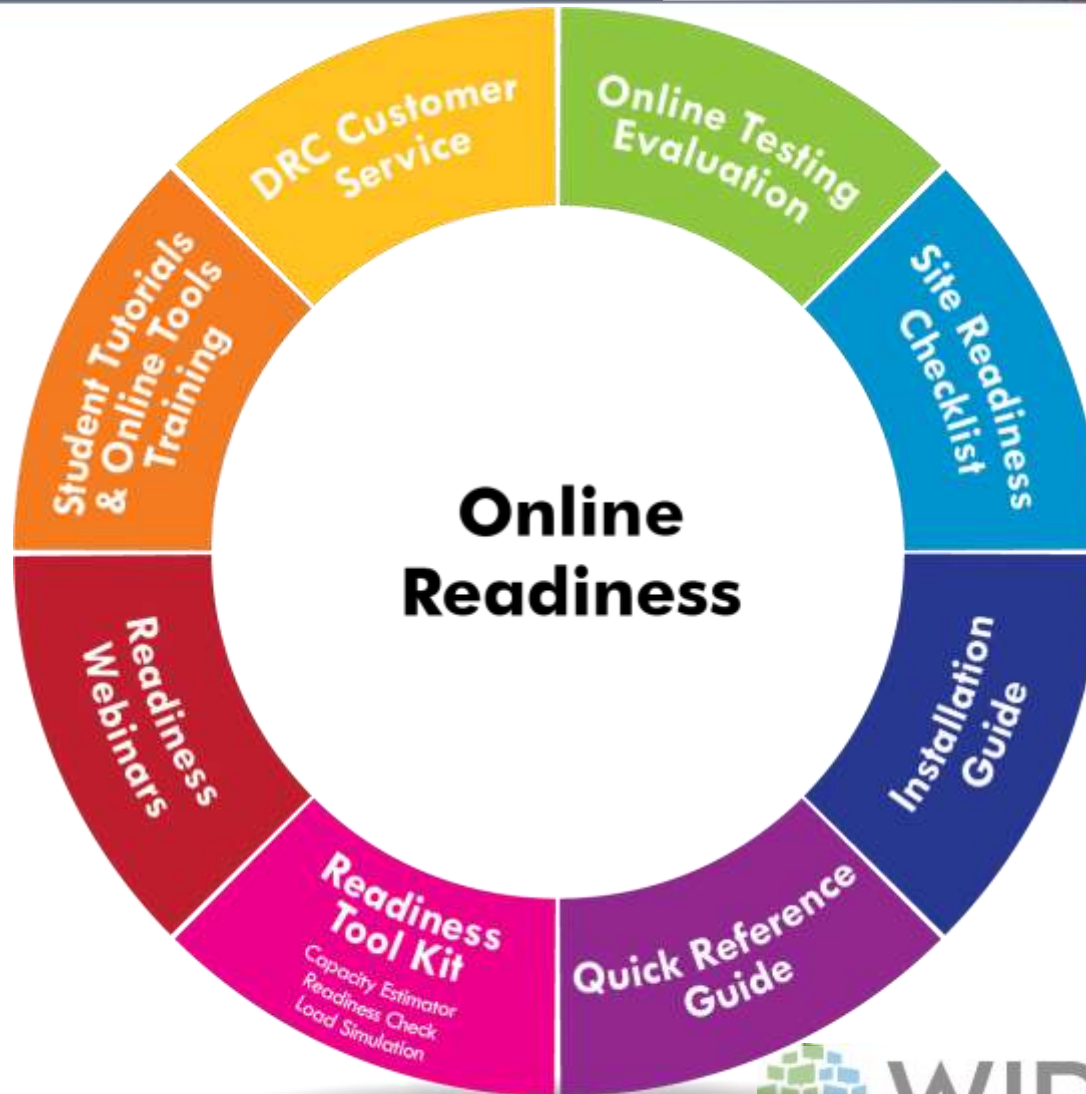 DRC Customer
Service
Online Testing
Evaluation
Site Readiness
Checklist
Installation
Guide
Quick Reference
Guide
Readiness
Tool Kit
Capacity Estimator
Readiness Check
Load Simulation
Readiness
Webinars
Student Tutorials
& Online Tools
Training
Online
Readiness